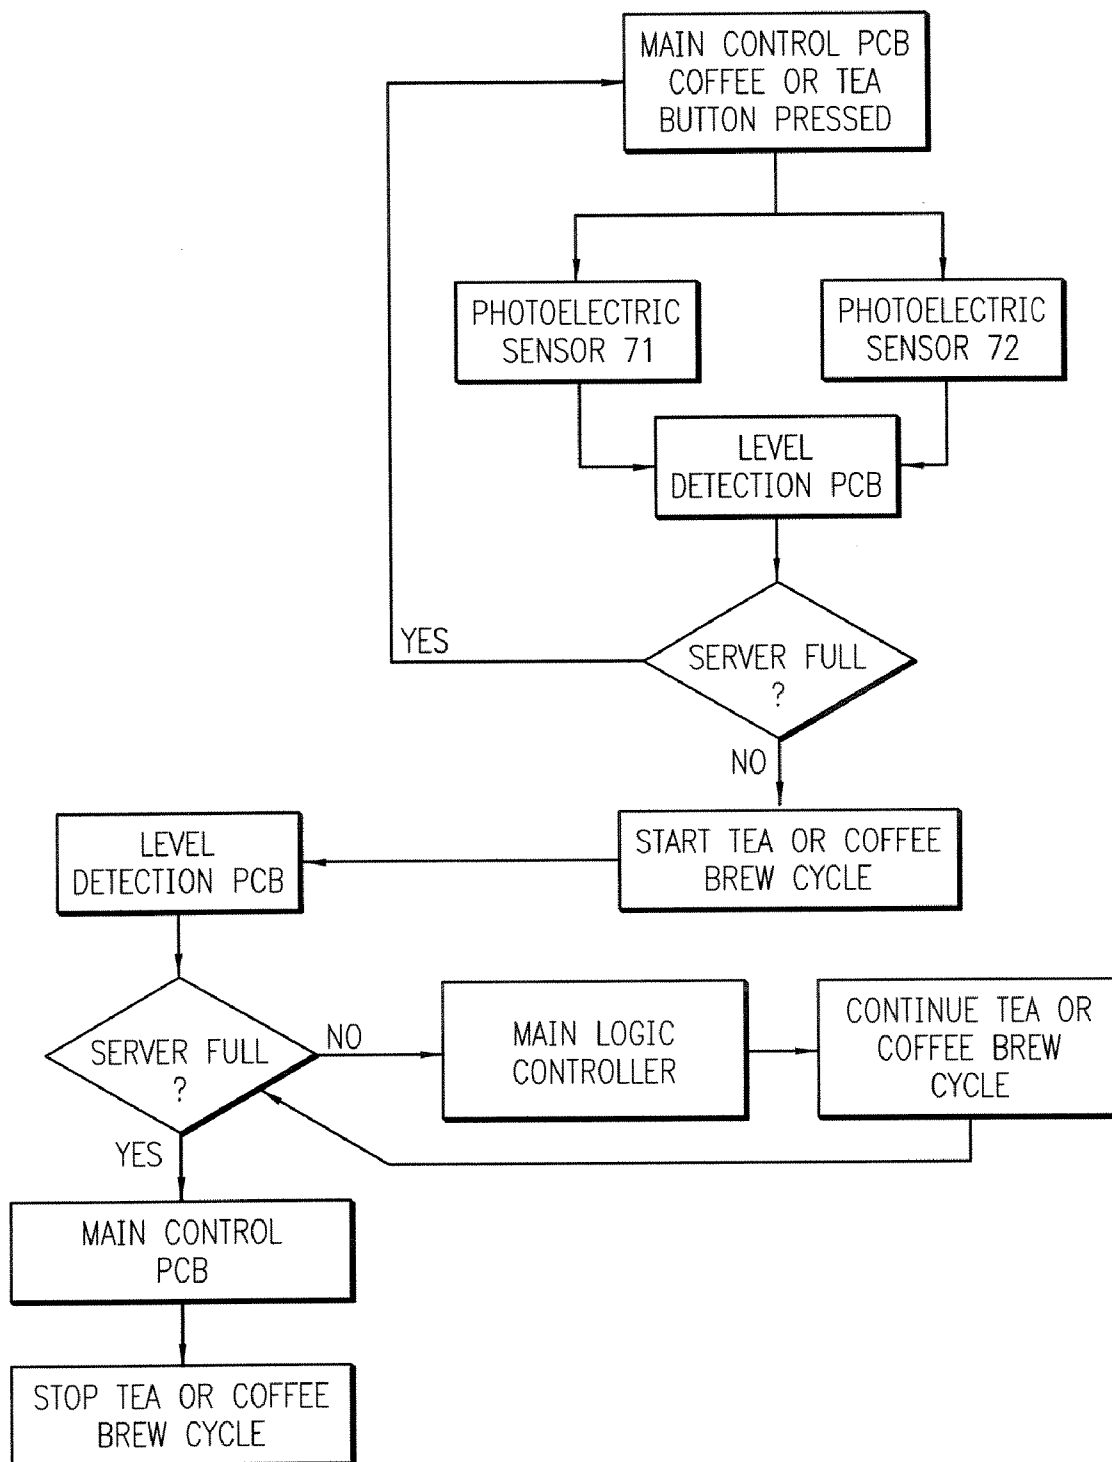 MAIN CONTROL PCB
COFFEE OR TEA
BUTTON PRESSED
PHOTOELECTRIC
SENSOR 71
PHOTOELECTRIC
SENSOR 72
LEVEL
DETECTION PCB
YES
SERVER FULL
?
NO
START TEA OR COFFEE
BREW CYCLE
LEVEL
DETECTION PCB
SERVER FULL
?
NO
MAIN LOGIC
CONTROLLER
CONTINUE TEA OR
COFFEE BREW
CYCLE
YES
MAIN CONTROL
PCB
STOP TEA OR COFFEE
BREW CYCLE